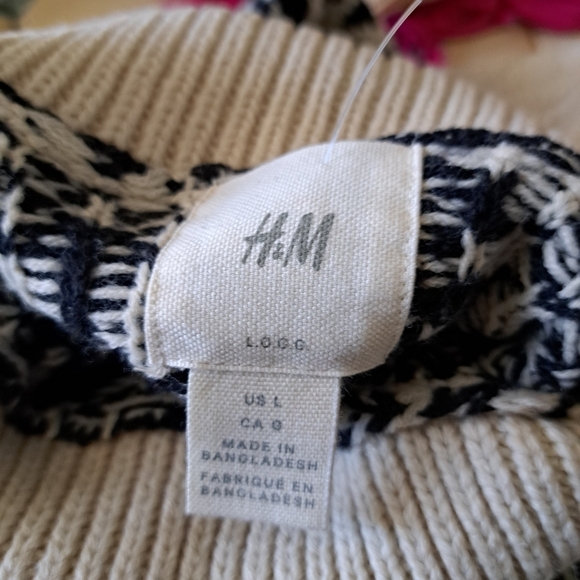 H&M
L.O.G.G.
US L
CA G
MADE IN
BANGLADESH
FABRIQUÉ EN
BANGLADESH